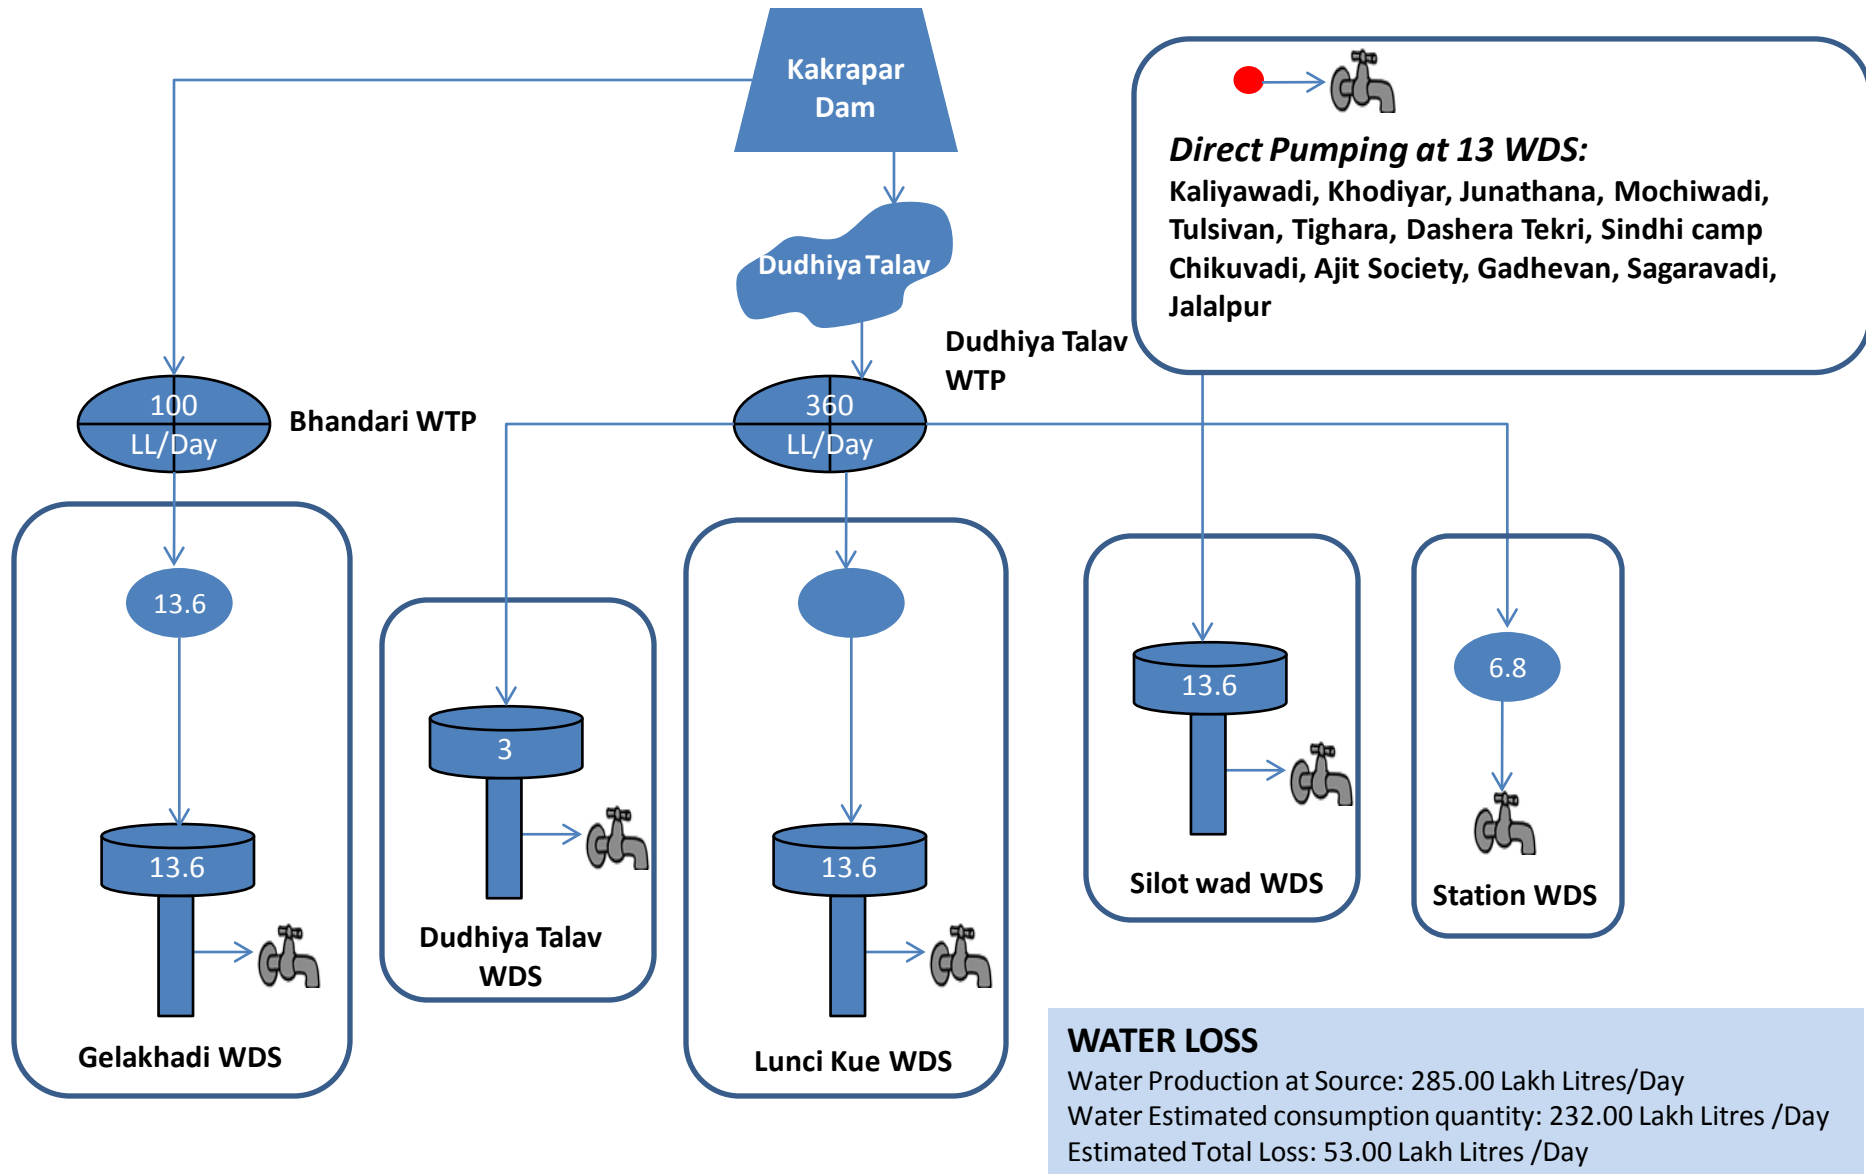 Kakrapar
Dam
Direct Pumping at 13 WDS:
Kaliyawadi, Khodiyar, Junathana, Mochiwadi,
Tulsivan, Tighara, Dashera Tekri, Sindhi camp
Chikuvadi, Ajit Society, Gadhevan, Sagaravadi,
Jalalpur
Dudhiya Talav
Dudhiya Talav
WTP
100
LL/Day
Bhandari WTP
360
LL/Day
13.6
13.6
Gelakhadi WDS
3
Dudhiya Talav
WDS
13.6
Lunci Kue WDS
13.6
Silot wad WDS
6.8
Station WDS
WATER LOSS
Water Production at Source: 285.00 Lakh Litres/Day
Water Estimated consumption quantity: 232.00 Lakh Litres /Day
Estimated Total Loss: 53.00 Lakh Litres /Day